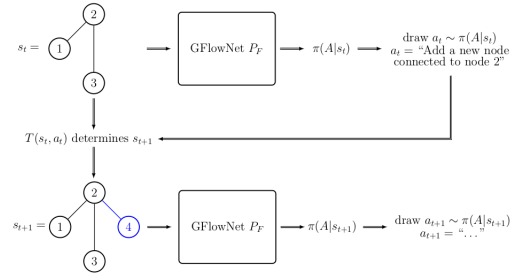 2
s_t =
1
3
GFlowNet P_F
π(A|s_t)
draw a_t ∼ π(A|s_t)
a_t = “Add a new node
connected to node 2”
T(s_t, a_t) determines s_{t+1}
2
s_{t+1} =
1
4
3
GFlowNet P_F
π(A|s_{t+1})
draw a_{t+1} ∼ π(A|s_{t+1})
a_{t+1} = “...”